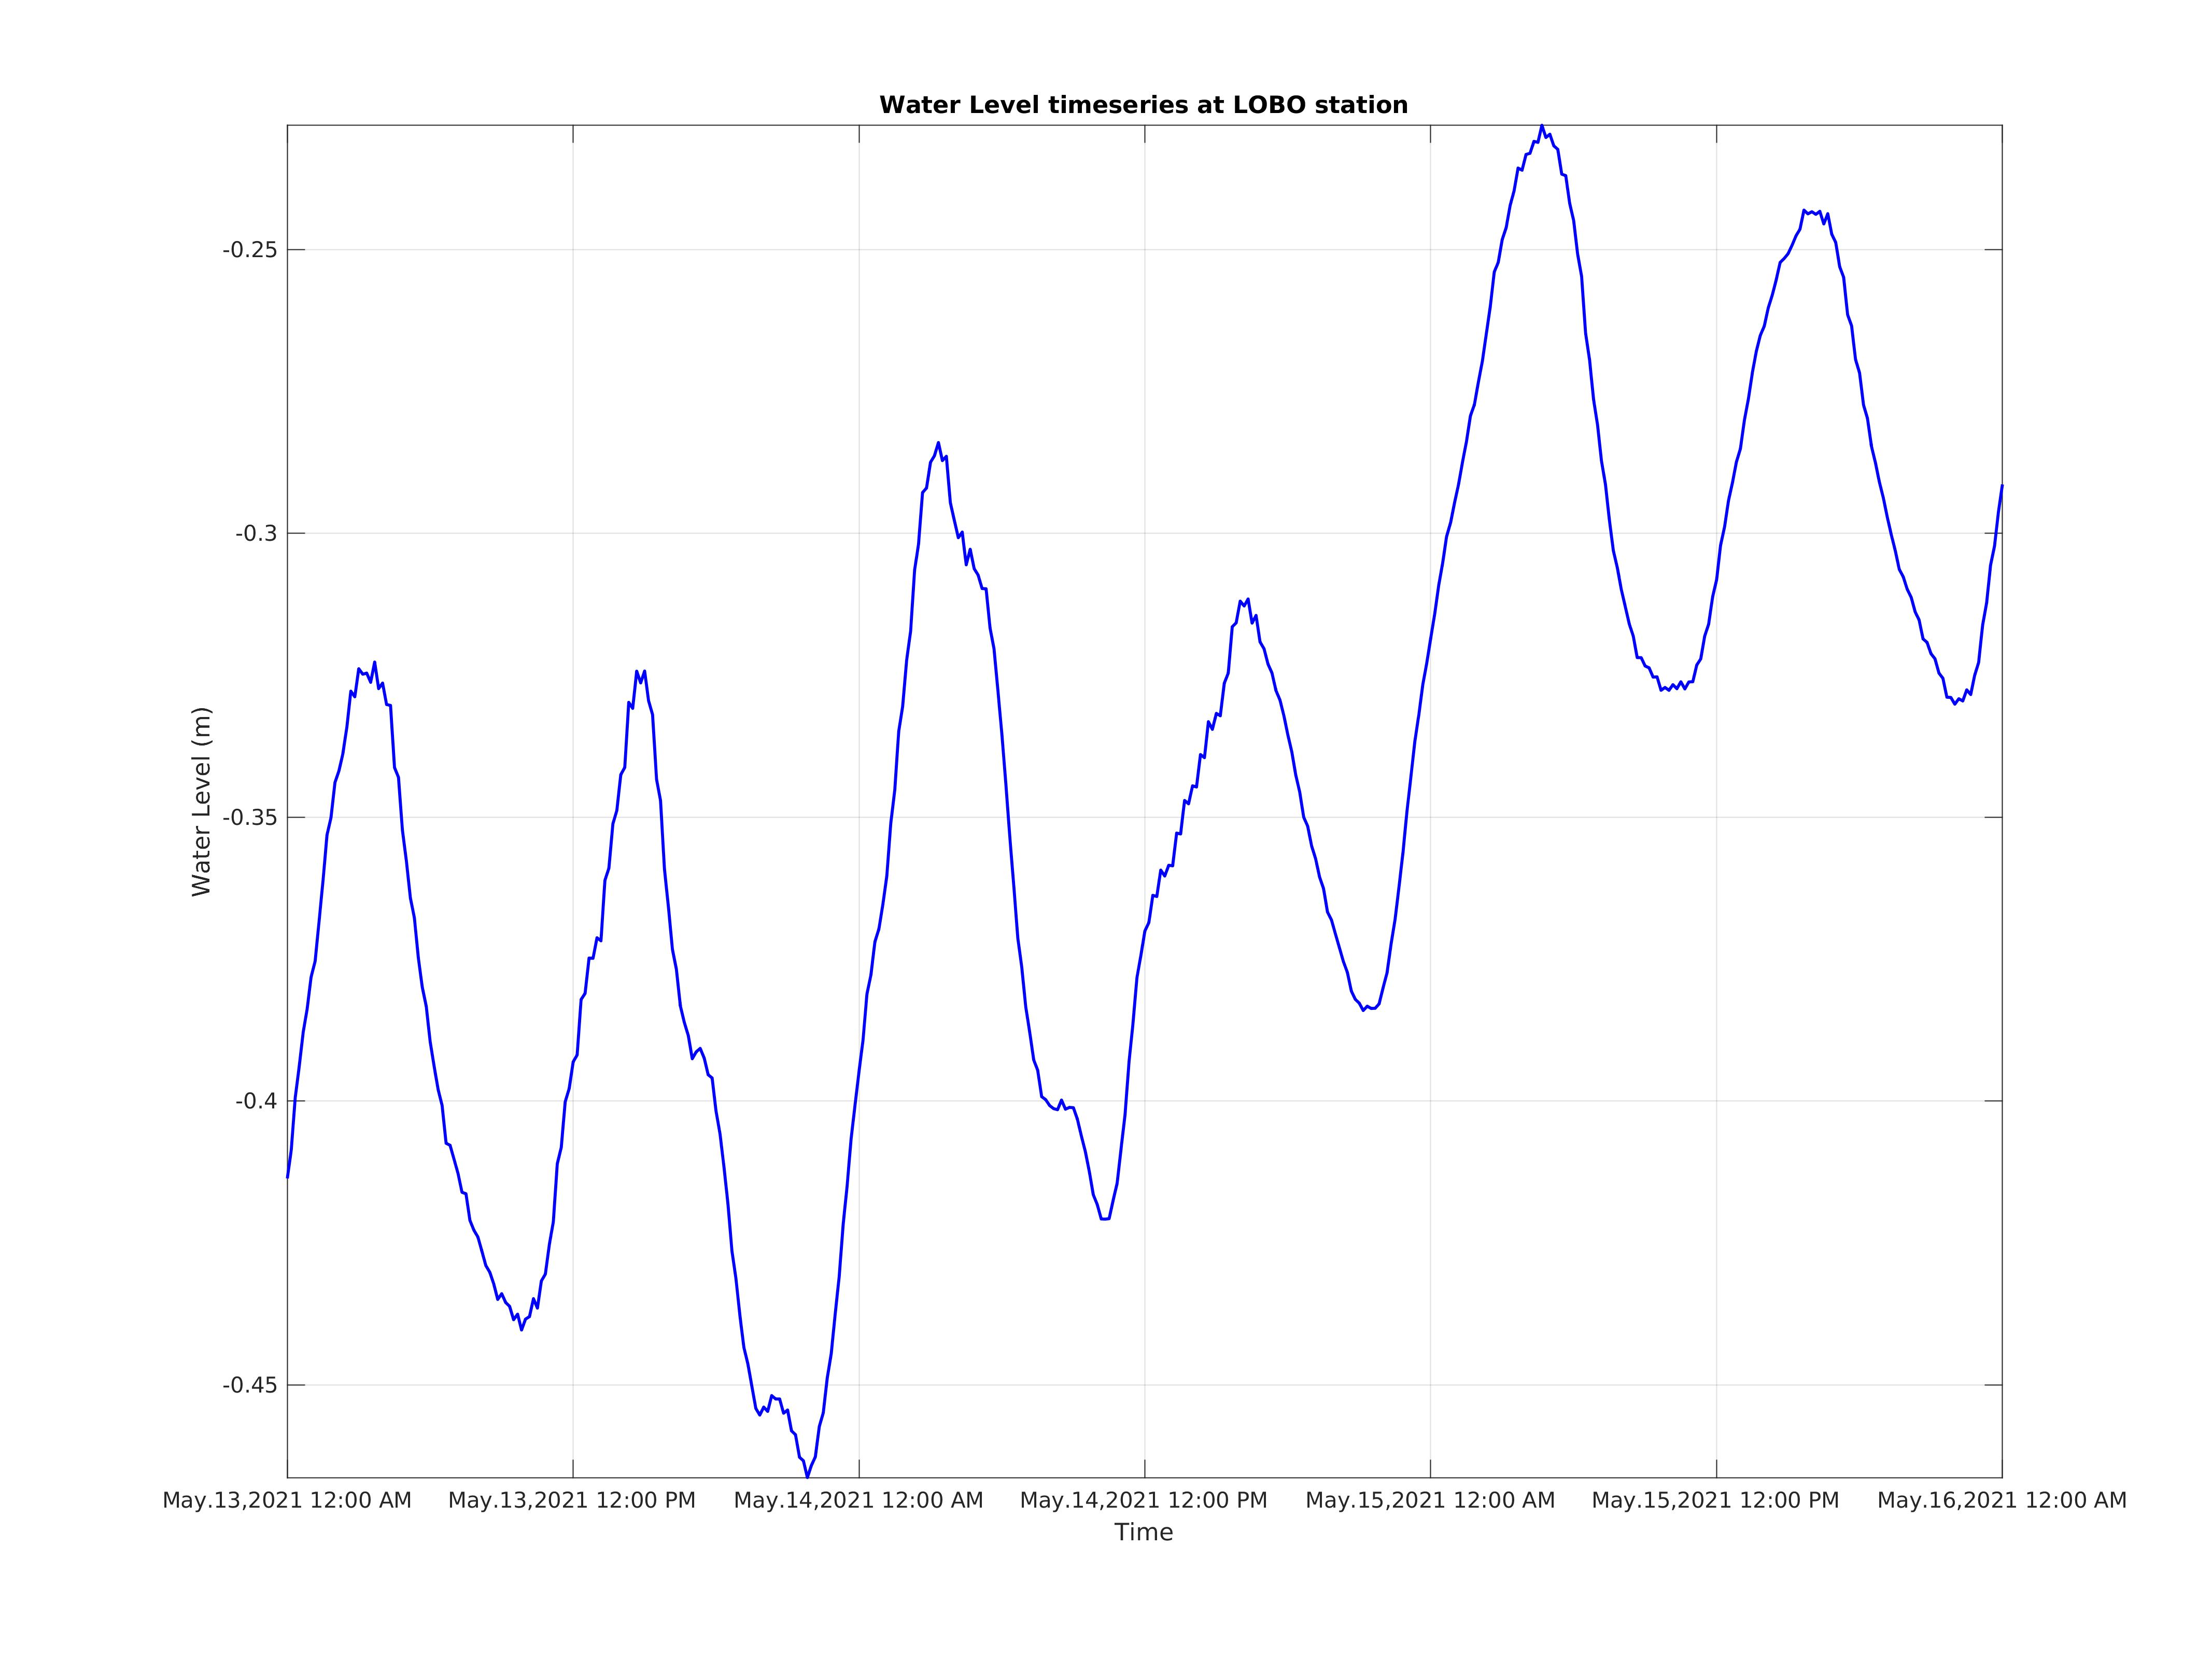 Water Level timeseries at LOBO station
-0.25
-0.3
-0.35
-0.4
-0.45
Water Level (m)
May.13,2021 12:00 AM May.13,2021 12:00 PM May.14,2021 12:00 AM May.14,2021 12:00 PM May.15,2021 12:00 AM May.15,2021 12:00 PM May.16,2021 12:00 AM
Time